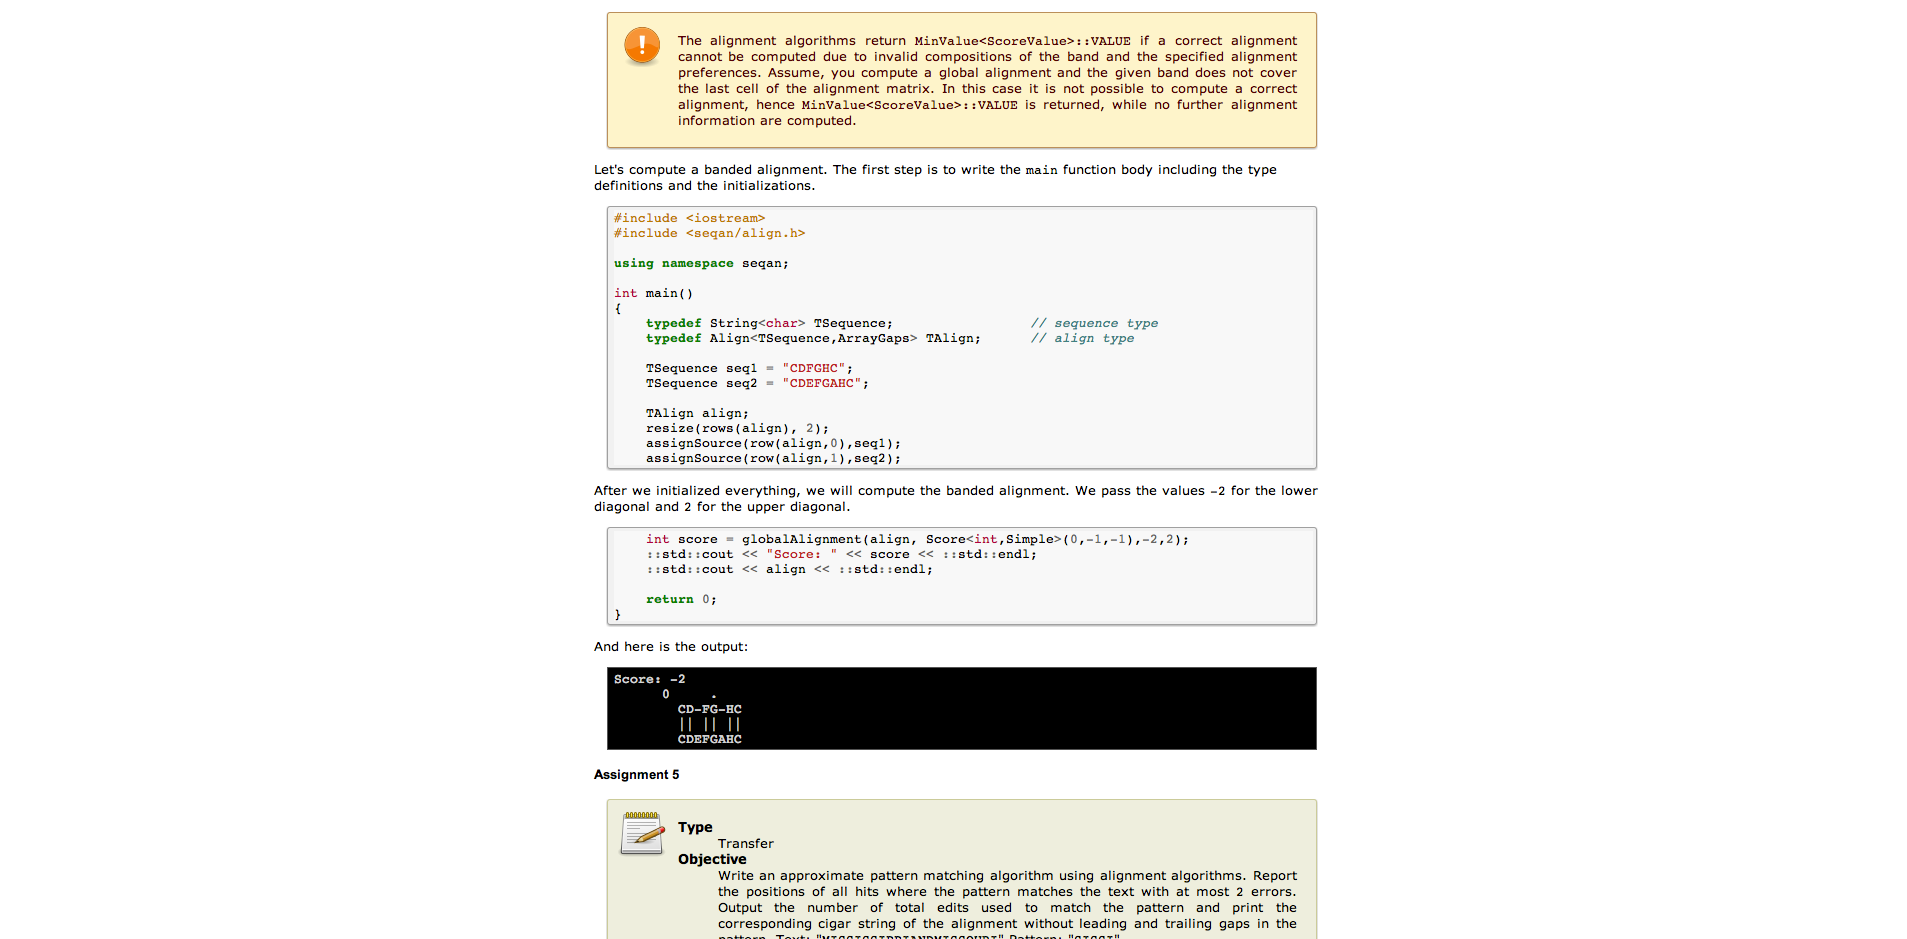 The alignment algorithms return MinValue<ScoreValue>::VALUE if a correct alignment
cannot be computed due to invalid compositions of the band and the specified alignment
preferences. Assume, you compute a global alignment and the given band does not cover
the last cell of the alignment matrix. In this case it is not possible to compute a correct
alignment, hence MinValue<ScoreValue>::VALUE is returned, while no further alignment
information are computed.
Let's compute a banded alignment. The first step is to write the main function body including the type
definitions and the initializations.
#include <iostream>
#include <seqan/align.h>
using namespace seqan;
int main()
{
    typedef String<char> TSequence;                 // sequence type
    typedef Align<TSequence,ArrayGaps> TAlign;      // align type
    TSequence seq1 = "CDFGHC";
    TSequence seq2 = "CDEFGAHC";
    TAlign align;
    resize(rows(align), 2);
    assignSource(row(align,0),seq1);
    assignSource(row(align,1),seq2);
After we initialized everything, we will compute the banded alignment. We pass the values -2 for the lower
diagonal and 2 for the upper diagonal.
    int score = globalAlignment(align, Score<int,Simple>(0,-1,-1),-2,2);
    ::std::cout << "Score: " << score << ::std::endl;
    ::std::cout << align << ::std::endl;
    return 0;
}
And here is the output:
Score: -2
      0     .
        CD-FG-HC
        || || ||
        CDEFGAHC
Assignment 5
Type
Transfer
Objective
Write an approximate pattern matching algorithm using alignment algorithms. Report
the positions of all hits where the pattern matches the text with at most 2 errors.
Output the number of total edits used to match the pattern and print the
corresponding cigar string of the alignment without leading and trailing gaps in the
pattern. Text: "MISSISSIPPIANDMISSOURI" Pattern: "SISSI"